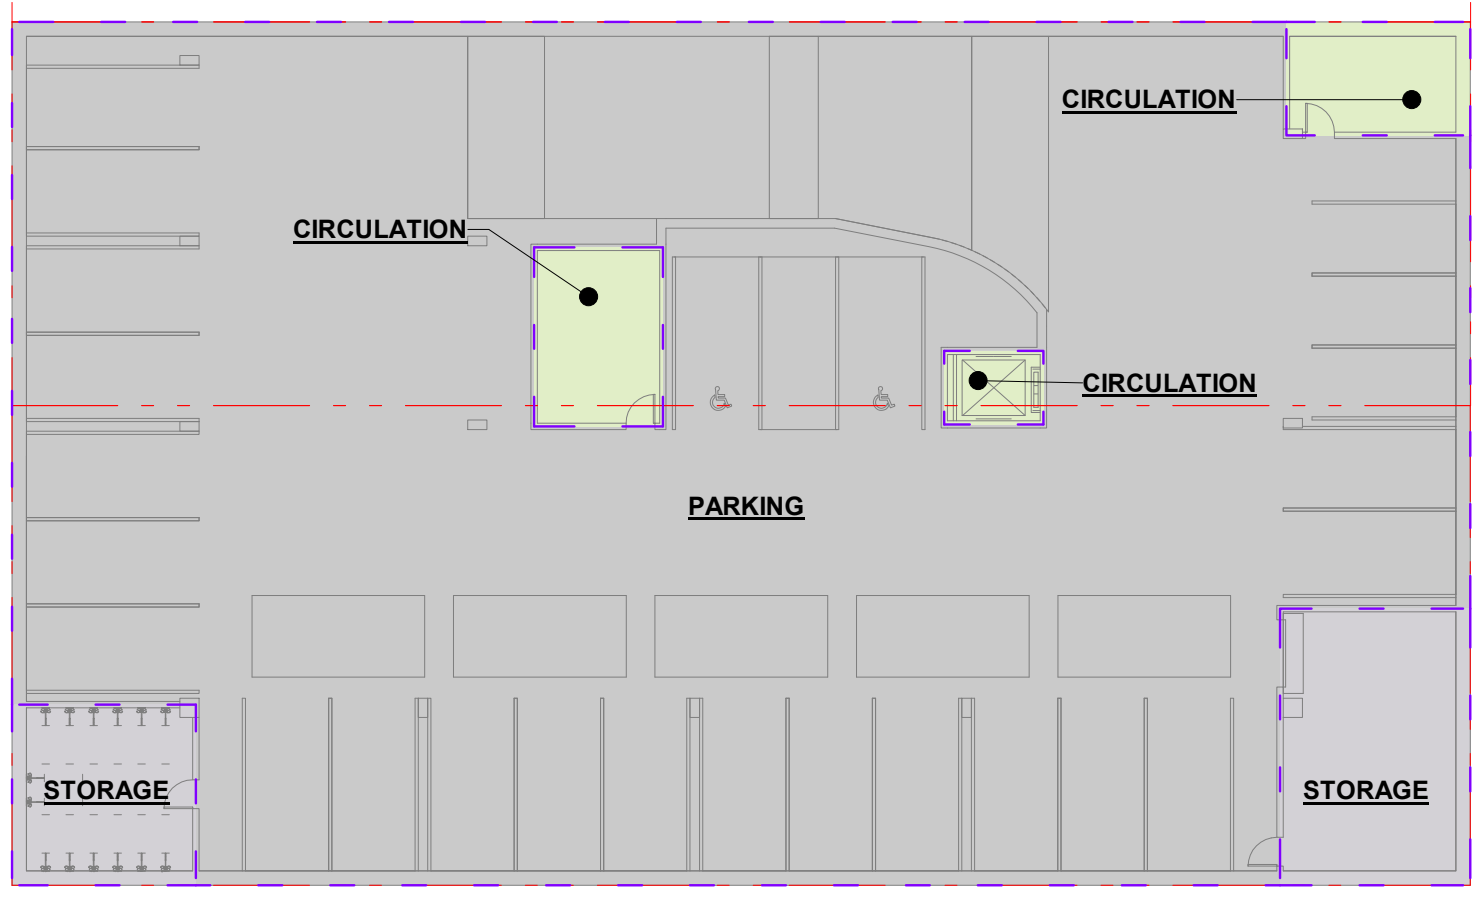 CIRCULATION
CIRCULATION
CIRCULATION
PARKING
STORAGE
STORAGE